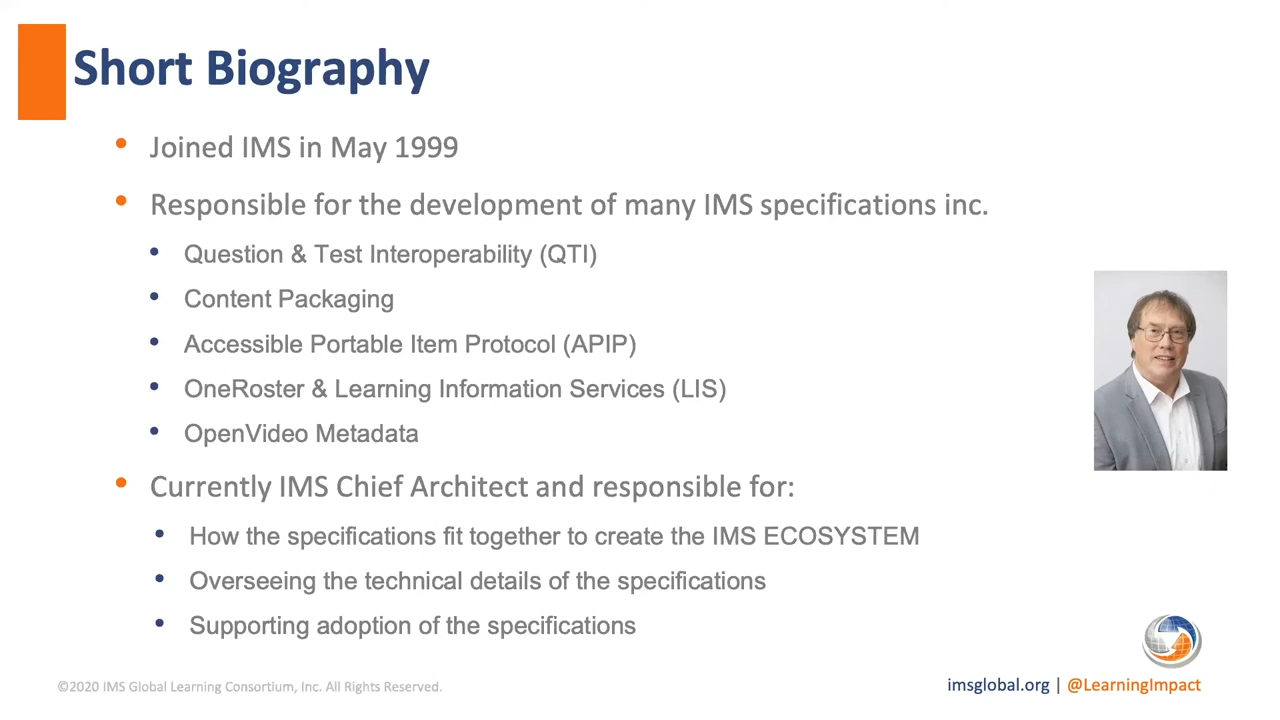 Short Biography
• Joined IMS in May 1999
• Responsible for the development of many IMS specifications inc.
• Question & Test Interoperability (QTI)
• Content Packaging
• Accessible Portable Item Protocol (APIP)
• OneRoster & Learning Information Services (LIS)
• OpenVideo Metadata
• Currently IMS Chief Architect and responsible for:
• How the specifications fit together to create the IMS ECOSYSTEM
• Overseeing the technical details of the specifications
• Supporting adoption of the specifications
©2020 IMS Global Learning Consortium, Inc. All Rights Reserved.
imsglobal.org | @LearningImpact